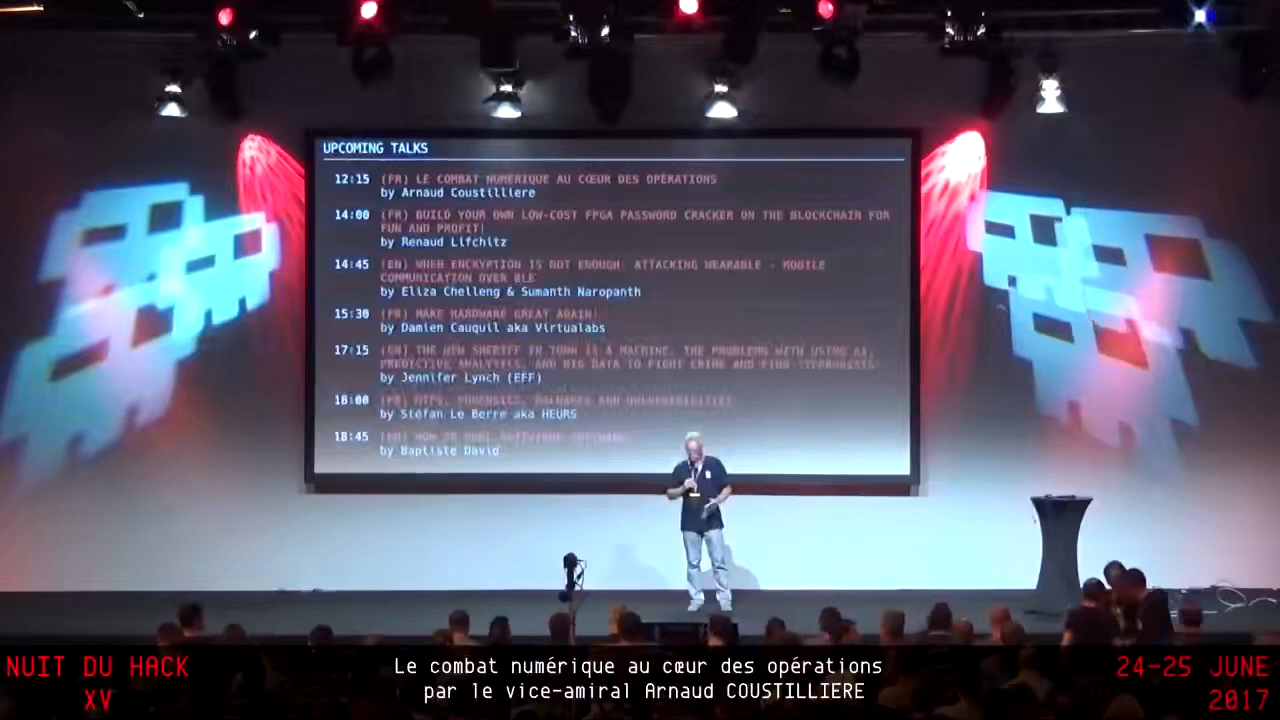 UPCOMING TALKS
12:15 (FR) LE COMBAT NUMERIQUE AU CŒUR DES OPÉRATIONS
by Arnaud Coustilliere
14:00 (FR) BUILD YOUR OWN LOW-COST FPGA PASSWORD CRACKER ON THE BLOCKCHAIN FOR
FUN AND PROFIT!
by Renaud Lifchitz
14:45 (EN) WHEN ENCRYPTION IS NOT ENOUGH: ATTACKING WEARABLE - MOBILE
COMMUNICATION OVER BLE
by Eliza Chelleng & Sumanth Naropanth
15:30 (FR) MAKE HARDWARE GREAT AGAIN!
by Damien Cauquil aka Virtualabs
17:15 (EN) THE NEW SHERIFF IN TOWN IS A MACHINE. THE PROBLEMS WITH USING AI,
PREDICTIVE ANALYTICS, AND BIG DATA TO FIGHT CRIME AND FIND
by Jennifer Lynch (EFF)
18:00 (FR) FORENSICS, MALWARES AND VULNERABILITIES
by Stéfan Le Berre aka HEURS
18:45
by Baptiste David
NUIT DU HACK
XV
Le combat numérique au cœur des opérations
par le vice-amiral Arnaud COUSTILLIERE
24-25 JUNE
2017